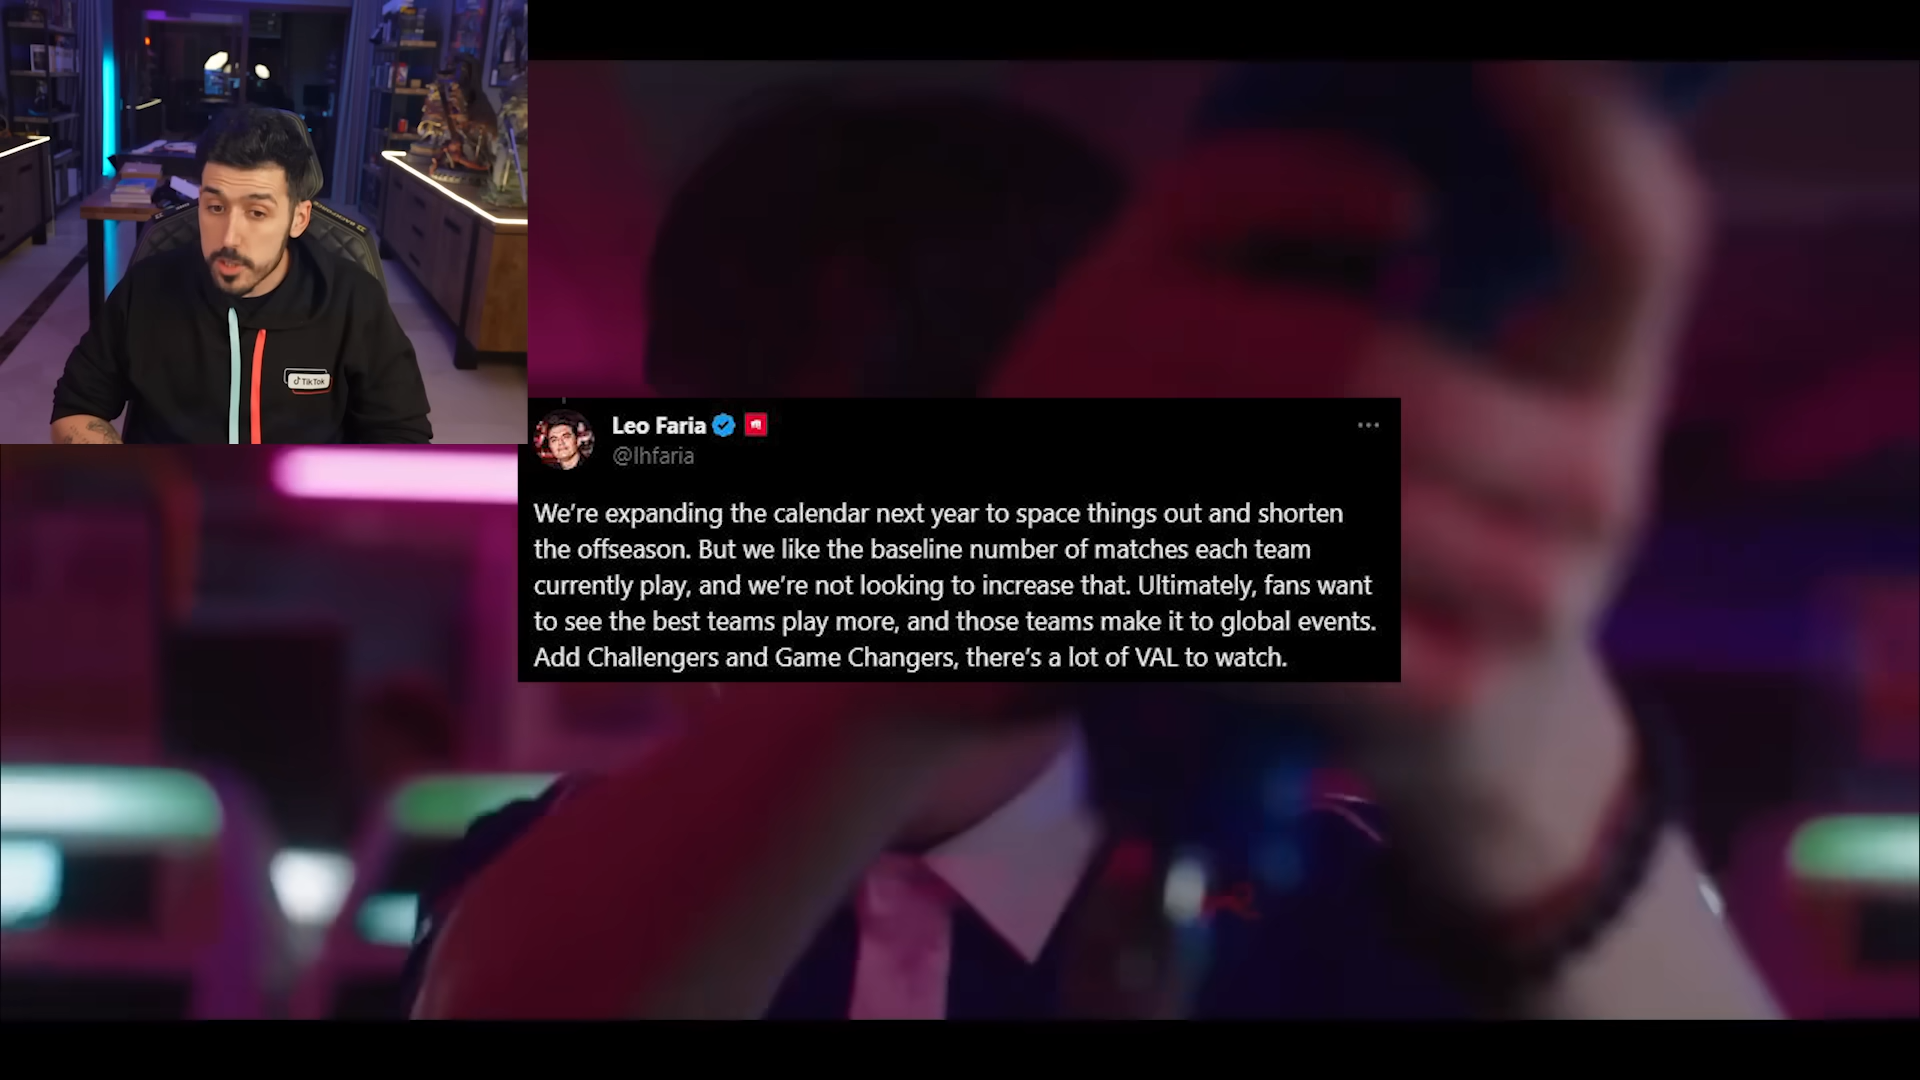 TikTok
Leo Faria
@lhfaria
We’re expanding the calendar next year to space things out and shorten
the offseason. But we like the baseline number of matches each team
currently play, and we’re not looking to increase that. Ultimately, fans want
to see the best teams play more, and those teams make it to global events.
Add Challengers and Game Changers, there’s a lot of VAL to watch.